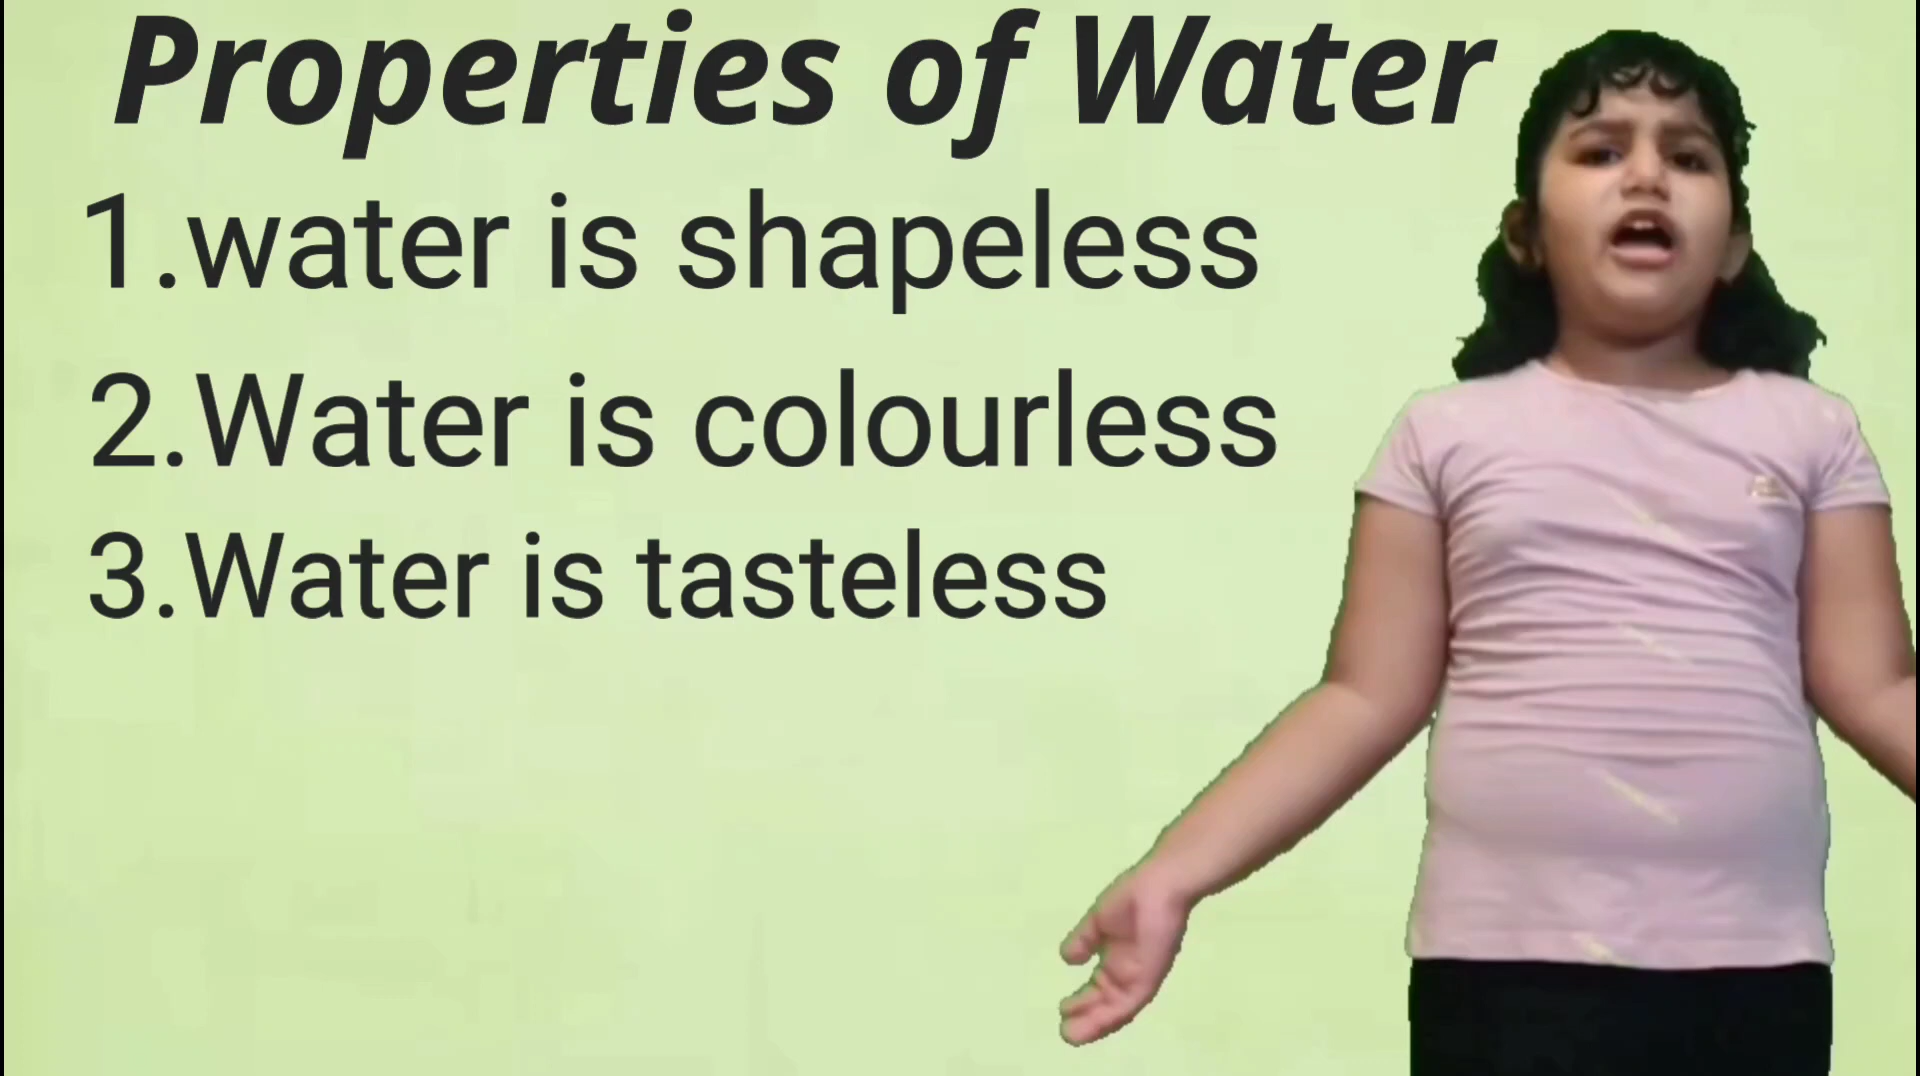 Properties of Water
1.water is shapeless
2.Water is colourless
3.Water is tasteless